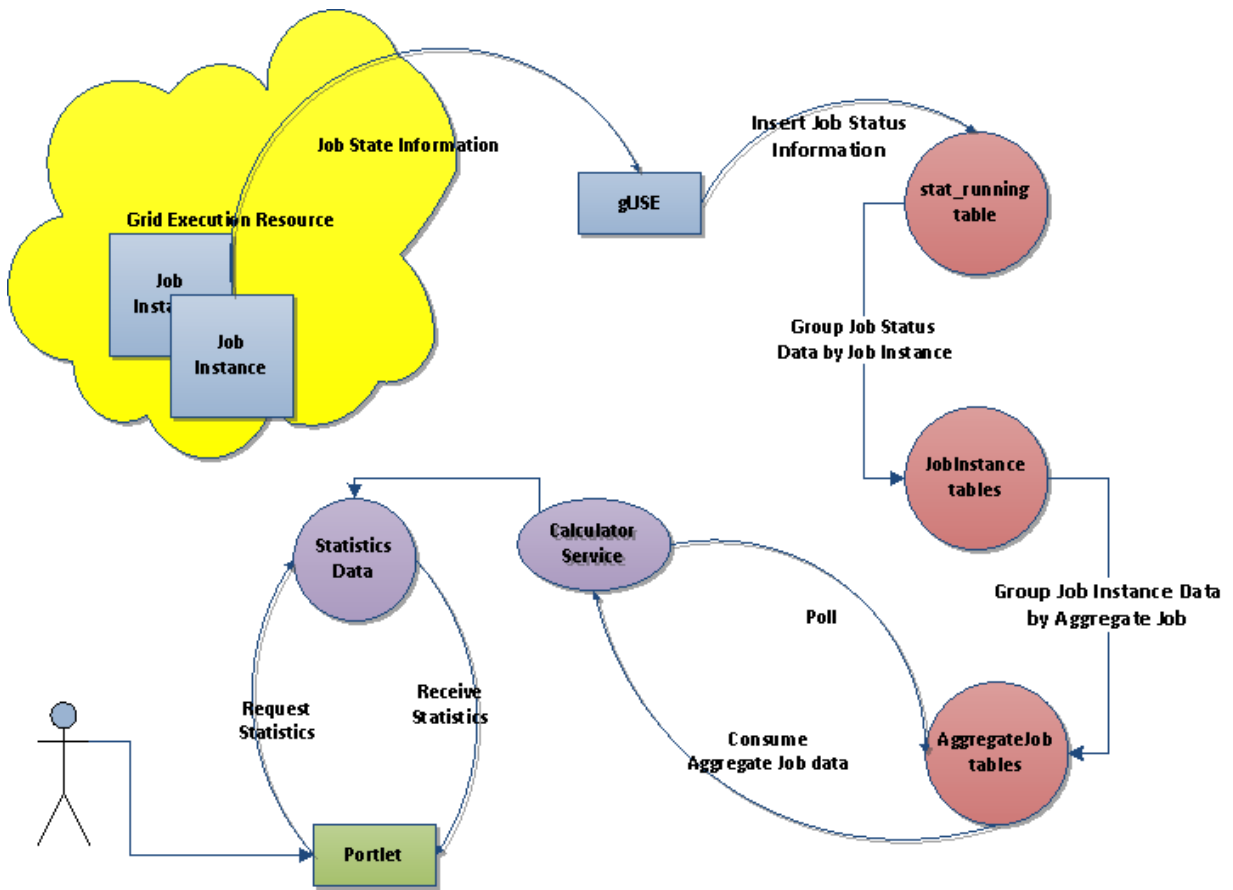 Job State Information
Insert Job Status
Information
gUSE
stat_running
table
Grid Execution Resource
Job
Job
Instance
Group Job Status
Data by Job Instance
JobInstance
tables
Calculator
Service
Statistics
Data
Group Job Instance Data
by Aggregate Job
Poll
Receive
Statistics
Request
Statistics
Consume
Aggregate Job data
AggregateJob
tables
Portlet